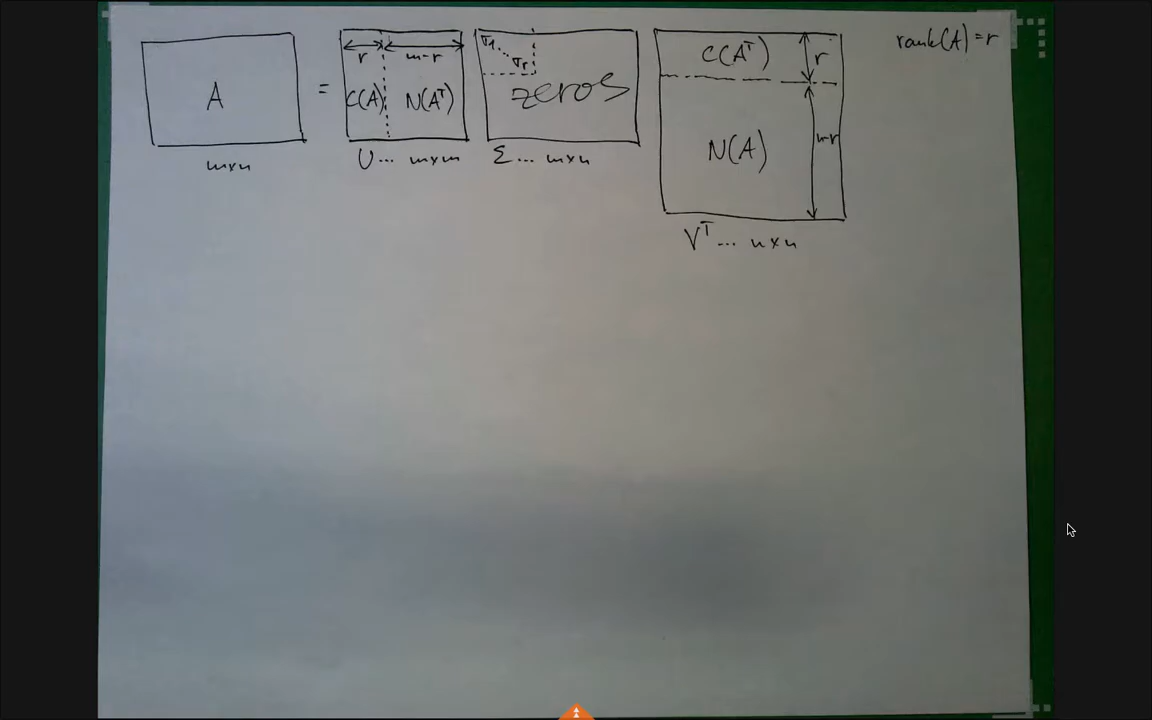 rank(A) = r
A = C(A) N(Aᵀ) σ₁ ⋱ σᵣ zeros C(Aᵀ) r
r m-r
N(A) n-r
m×n U... m×m Σ... m×n
Vᵀ... n×n